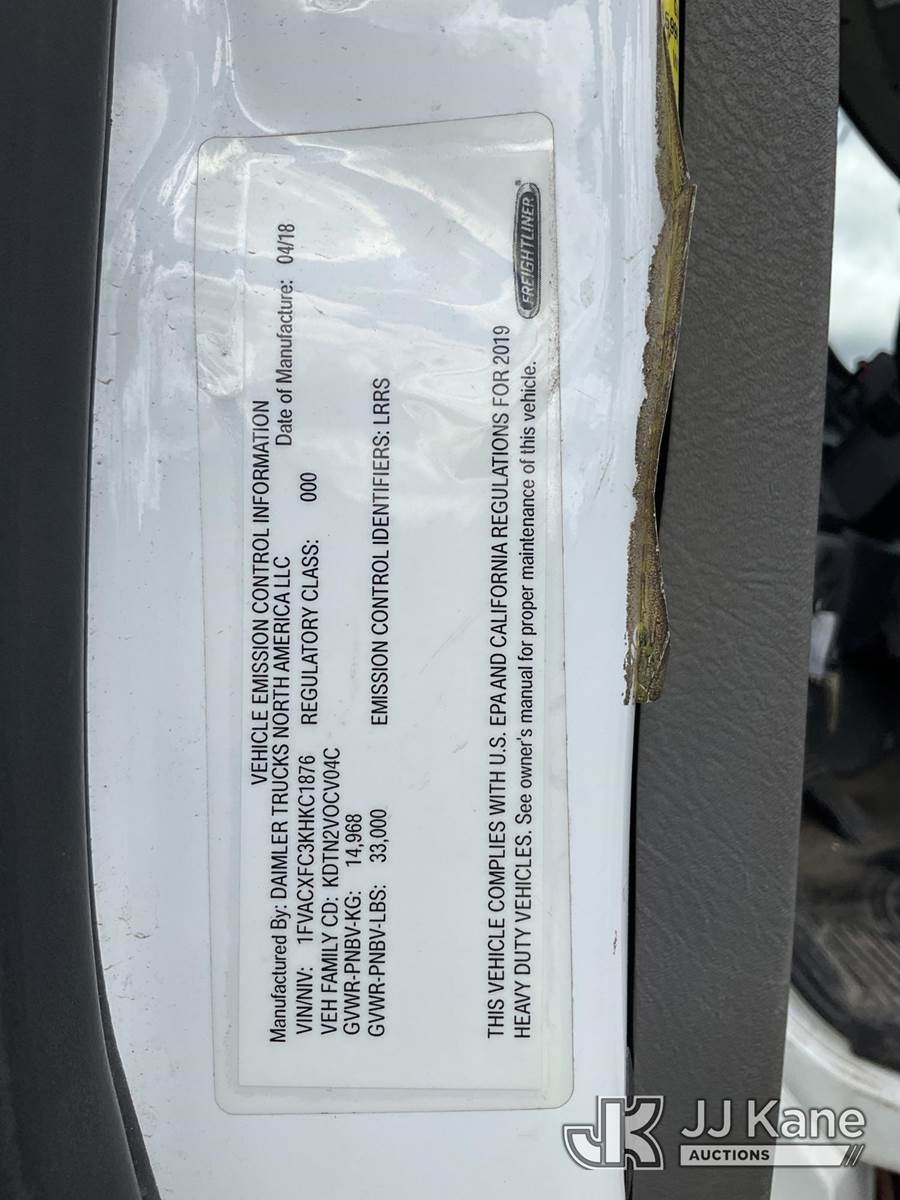 VEHICLE EMISSION CONTROL INFORMATION
Manufactured By: DAIMLER TRUCKS NORTH AMERICA LLC Date of Manufacture: 04/18
VIN/NIV: 1FVACXFC3KHKC1876 REGULATORY CLASS: 000
VEH FAMILY CD: KDTN2VOCV04C
GVWR-PNBV-KG: 14,968
GVWR-PNBV-LBS: 33,000 EMISSION CONTROL IDENTIFIERS: LRRS
THIS VEHICLE COMPLIES WITH U.S. EPA AND CALIFORNIA REGULATIONS FOR 2019
HEAVY DUTY VEHICLES. See owner's manual for proper maintenance of this vehicle.
FREIGHTLINER
JK JJ Kane
AUCTIONS